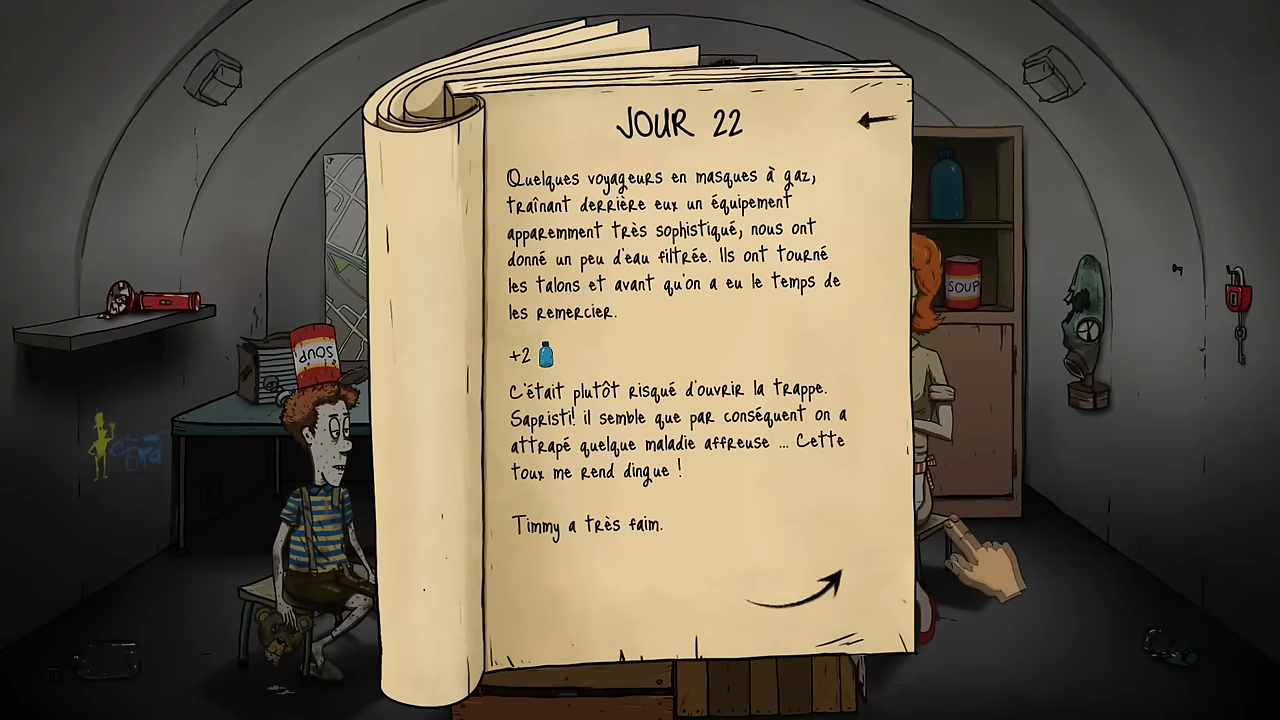 JOUR 22
Quelques voyageurs en masques à gaz,
traînant derrière eux un équipement
apparemment très sophistiqué, nous ont
donné un peu d'eau filtrée. Ils ont tourné
les talons et avant qu'on a eu le temps de
les remercier.
+2
C'était plutôt risqué d'ouvrir la trappe.
Sapristi! il semble que par conséquent on a
attrapé quelque maladie affreuse ... Cette
toux me rend dingue !
Timmy a très faim.
SOUP
SOUP